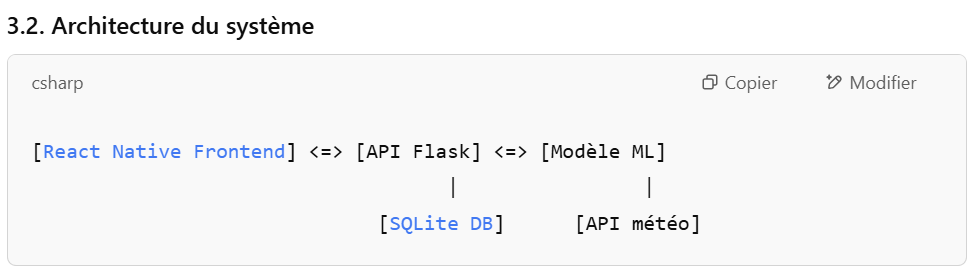 3.2. Architecture du système
csharp Copier Modifier
[React Native Frontend] <=> [API Flask] <=> [Modèle ML]
| |
[SQLite DB] [API météo]